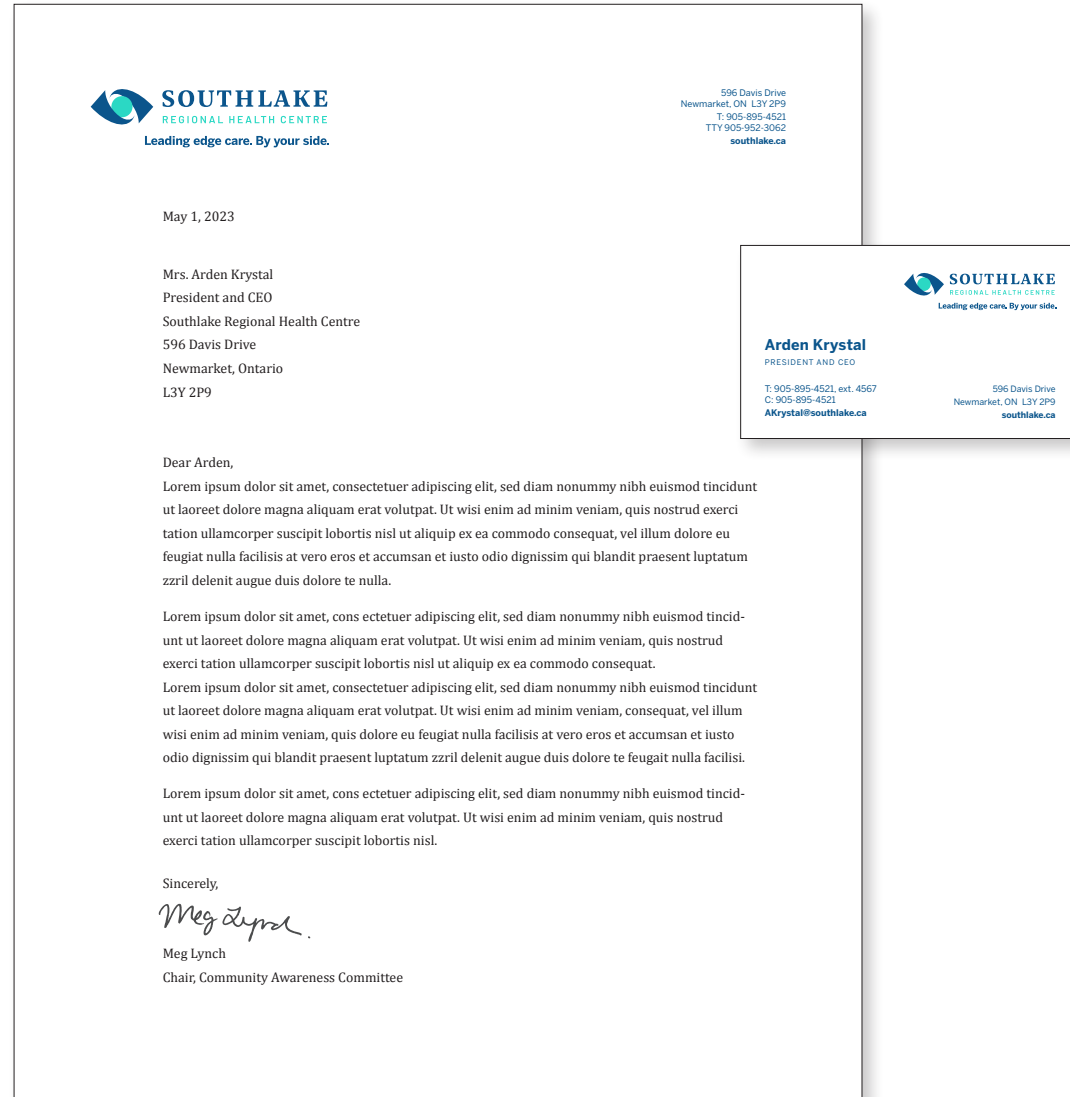 SOUTHLAKE
REGIONAL HEALTH CENTRE
Leading edge care. By your side.
596 Davis Drive
Newmarket, ON L3Y 2P9
T: 905-895-4521
TTY 905-952-3062
southlake.ca
May 1, 2023
Mrs. Arden Krystal
President and CEO
Southlake Regional Health Centre
596 Davis Drive
Newmarket, Ontario
L3Y 2P9
Dear Arden,
Lorem ipsum dolor sit amet, consectetuer adipiscing elit, sed diam nonummy nibh euismod tincidunt
ut laoreet dolore magna aliquam erat volutpat. Ut wisi enim ad minim veniam, quis nostrud exerci
tation ullamcorper suscipit lobortis nisl ut aliquip ex ea commodo consequat, vel illum dolore eu
feugiat nulla facilisis at vero eros et accumsan et iusto odio dignissim qui blandit praesent luptatum
zzril delenit augue duis dolore te nulla.
Lorem ipsum dolor sit amet, cons ectetuer adipiscing elit, sed diam nonummy nibh euismod tincid-
unt ut laoreet dolore magna aliquam erat volutpat. Ut wisi enim ad minim veniam, quis nostrud
exerci tation ullamcorper suscipit lobortis nisl ut aliquip ex ea commodo consequat.
Lorem ipsum dolor sit amet, consectetuer adipiscing elit, sed diam nonummy nibh euismod tincidunt
ut laoreet dolore magna aliquam erat volutpat. Ut wisi enim ad minim veniam, consequat, vel illum
wisi enim ad minim veniam, quis dolore eu feugiat nulla facilisis at vero eros et accumsan et iusto
odio dignissim qui blandit praesent luptatum zzril delenit augue duis dolore te feugait nulla facilisi.
Lorem ipsum dolor sit amet, cons ectetuer adipiscing elit, sed diam nonummy nibh euismod tincid-
unt ut laoreet dolore magna aliquam erat volutpat. Ut wisi enim ad minim veniam, quis nostrud
exerci tation ullamcorper suscipit lobortis nisl.
Sincerely,
Meg Lynch
Meg Lynch
Chair, Community Awareness Committee
SOUTHLAKE
REGIONAL HEALTH CENTRE
Leading edge care. By your side.
Arden Krystal
PRESIDENT AND CEO
T: 905-895-4521, ext. 4567
C: 905-895-4521
AKrystal@southlake.ca
596 Davis Drive
Newmarket, ON L3Y 2P9
southlake.ca